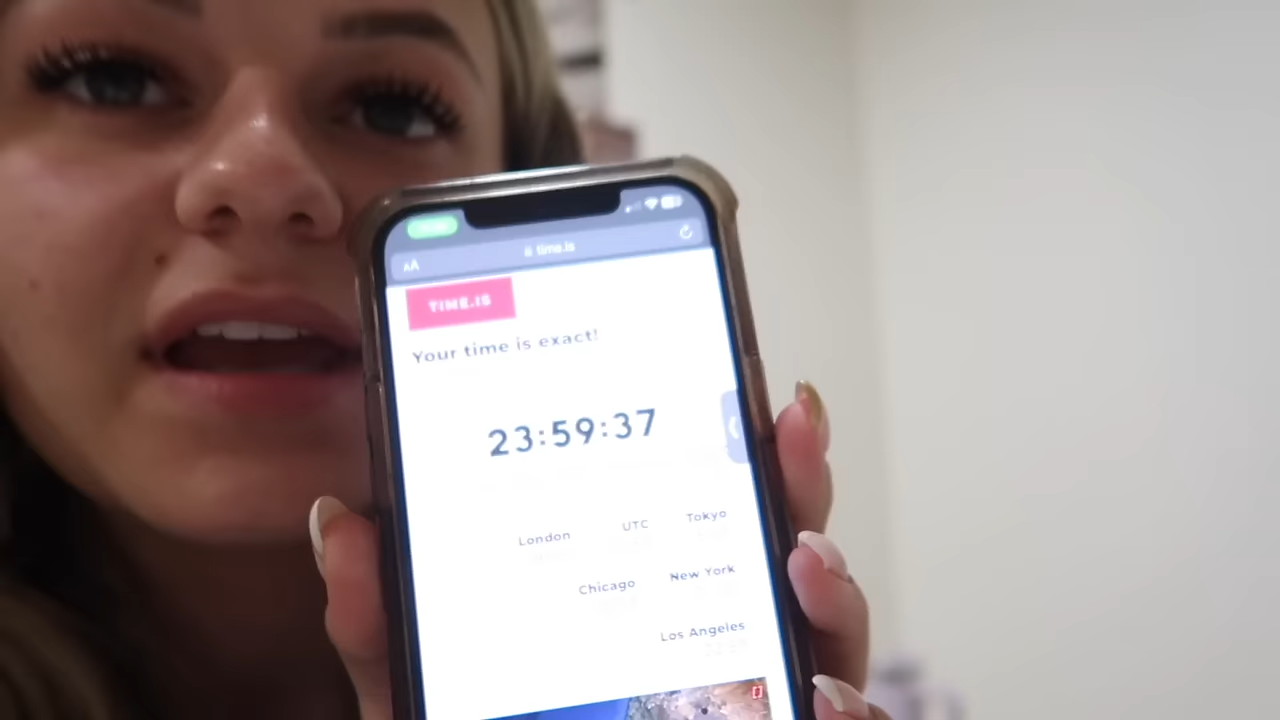 AA time.is
TIME.IS
Your time is exact!
23:59:37
London UTC Tokyo
Chicago New York
Los Angeles